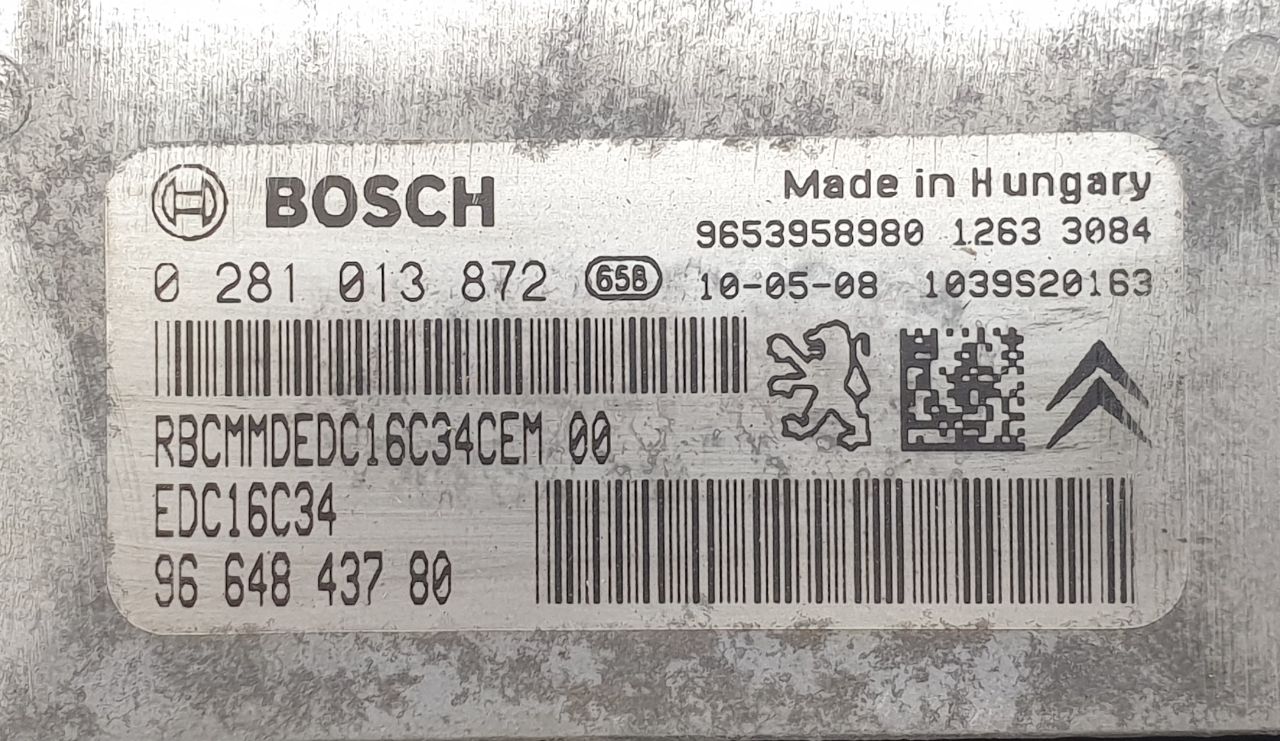 BOSCH
Made in Hungary
9653958980 1263 3084
0 281 013 872 658 10-05-08 1039S20163
RBCMMDEDC16C34CEM 00
EDC16C34
96 648 437 80